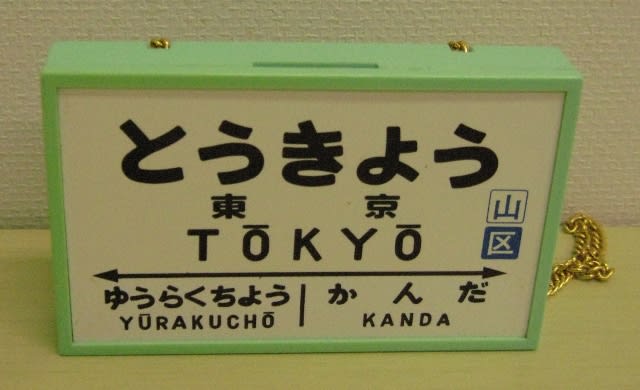 とうきよう
東京
山
TŌKYŌ
区
ゆうらくちよう かんだ
YŪRAKUCHŌ KANDA